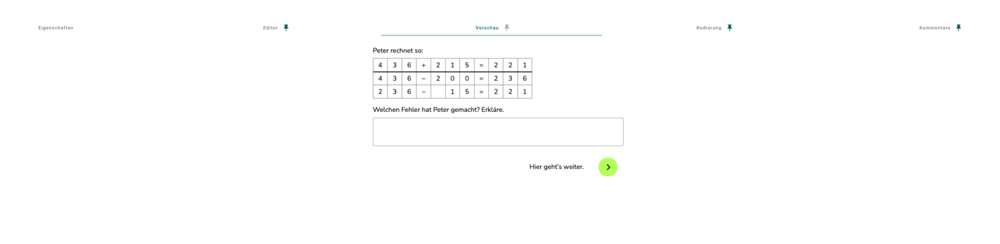 Eigenschaften Editor Vorschau Kodierung Kommentare
Peter rechnet so:
4 3 6 + 2 1 5 = 2 2 1
4 3 6 – 2 0 0 = 2 3 6
2 3 6 – 1 5 = 2 2 1
Welchen Fehler hat Peter gemacht? Erkläre.
Hier geht's weiter.